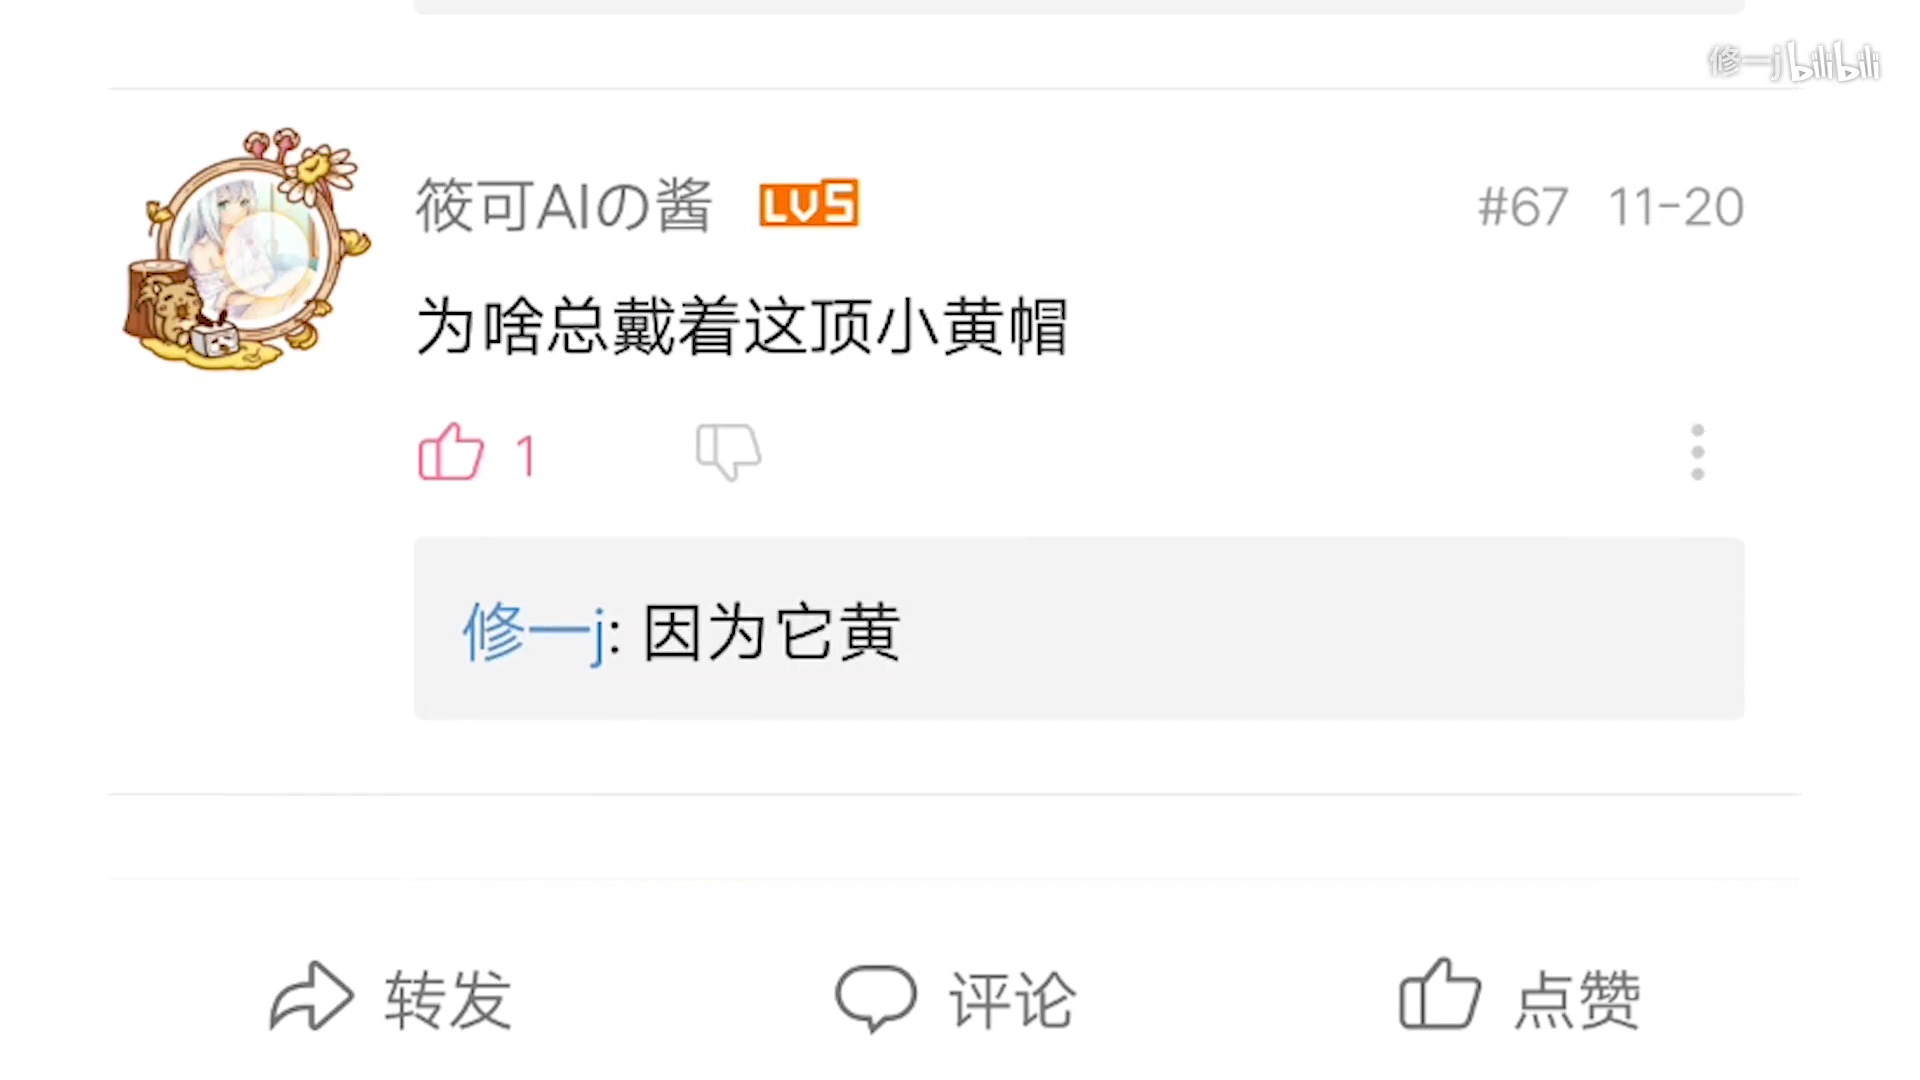 修一j bilibili
筱可AIの酱 LV5 #67 11-20
为啥总戴着这顶小黄帽
1
修一j: 因为它黄
转发 评论 点赞